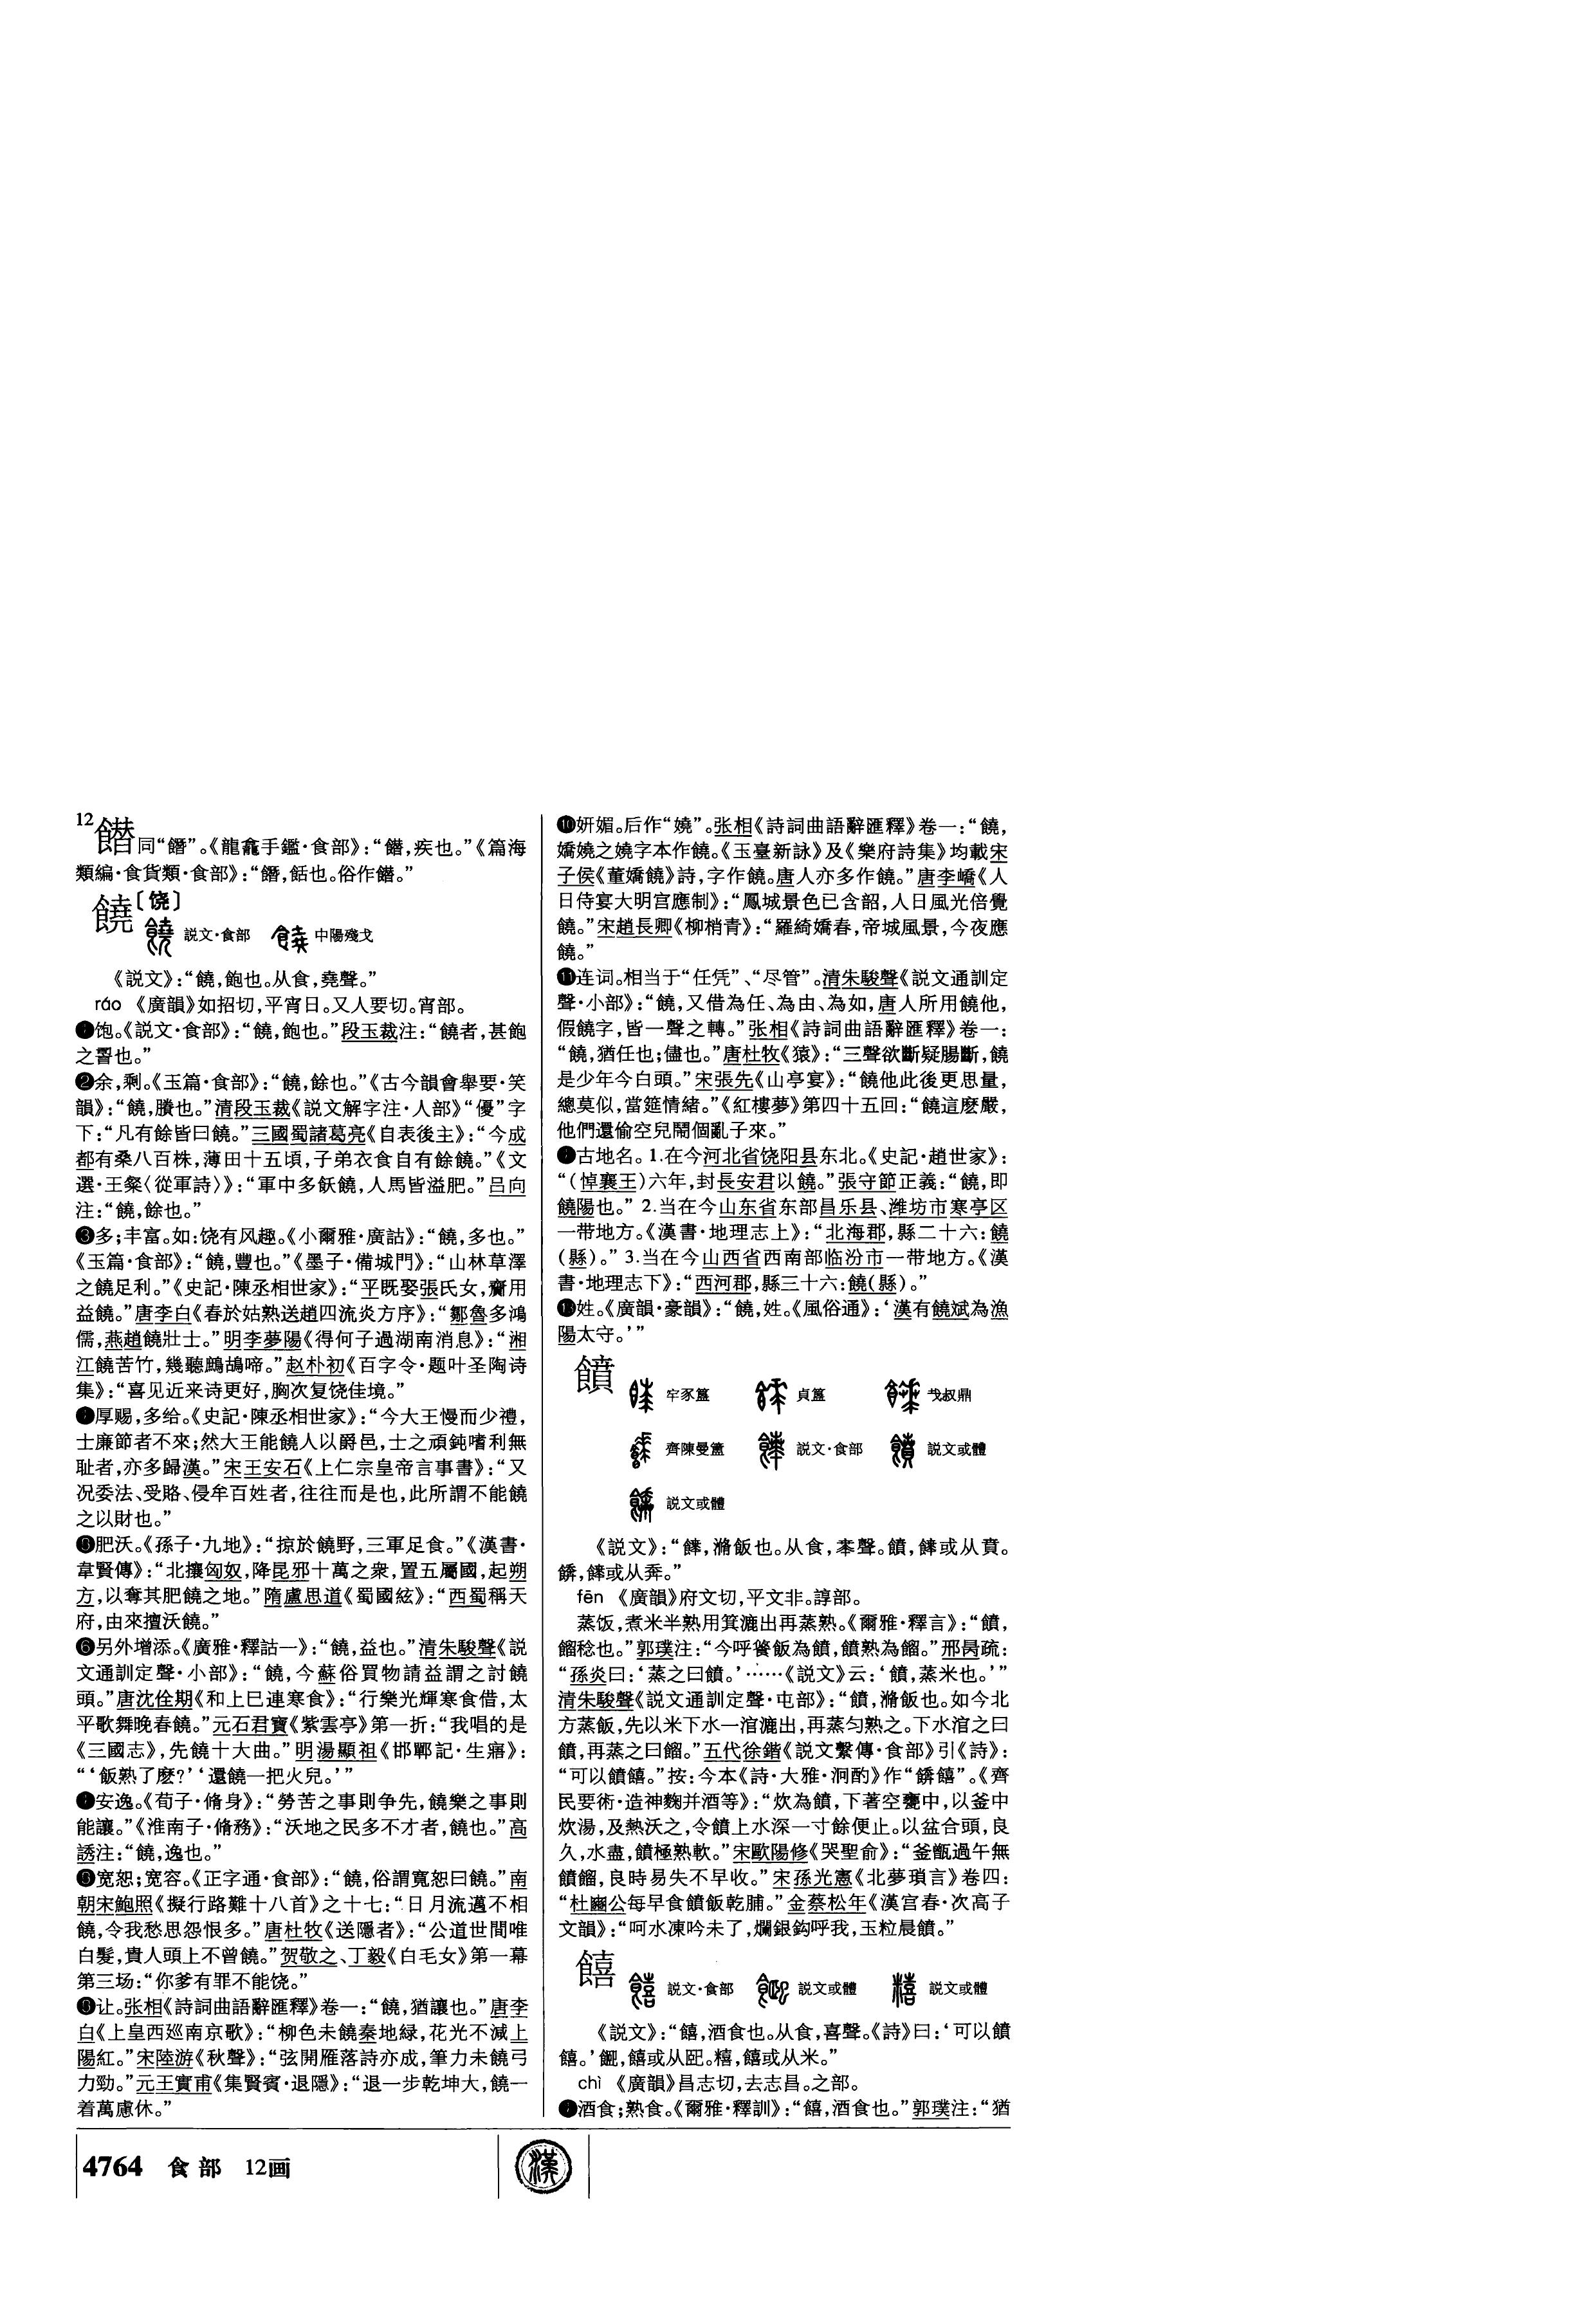 12
䭙同“䭙”。《龍龕手鑑·食部》：“䭙，疾也。”《篇海
類編·食貨類·食部》：“䭙，餂也。俗作䭙。”
饒〔饶〕
説文·食部 中陽殘戈
《説文》：“饒，飽也。从食，堯聲。”
ráo 《廣韻》如招切，平宵日。又人要切。宵部。
❶饱。《説文·食部》：“饒，飽也。”段玉裁注：“饒者，甚飽
之䛐也。”
❷余，剩。《玉篇·食部》：“饒，餘也。”《古今韻會舉要·笑
韻》：“饒，賸也。”清段玉裁《説文解字注·人部》“優”字
下：“凡有餘皆曰饒。”三國蜀諸葛亮《自表後主》：“今成
都有桑八百株，薄田十五頃，子弟衣食自有餘饒。”《文
選·王粲〈從軍詩〉》：“軍中多飫饒，人馬皆溢肥。”吕向
注：“饒，餘也。”
❸多；丰富。如：饶有风趣。《小爾雅·廣詁》：“饒，多也。”
《玉篇·食部》：“饒，豐也。”《墨子·備城門》：“山林草澤
之饒足利。”《史記·陳丞相世家》：“平既娶張氏女，齎用
益饒。”唐李白《春於姑熟送趙四流炎方序》：“鄒魯多鴻
儒，燕趙饒壯士。”明李夢陽《得何子過湖南消息》：“湘
江饒苦竹，幾聽鷓鴣啼。”赵朴初《百字令·题叶圣陶诗
集》：“喜见近来诗更好，胸次复饶佳境。”
❹厚赐，多给。《史記·陳丞相世家》：“今大王慢而少禮，
士廉節者不來；然大王能饒人以爵邑，士之頑鈍嗜利無
耻者，亦多歸漢。”宋王安石《上仁宗皇帝言事書》：“又
况委法、受賂、侵牟百姓者，往往而是也，此所謂不能饒
之以財也。”
❺肥沃。《孫子·九地》：“掠於饒野，三軍足食。”《漢書·
韋賢傳》：“北攘匈奴，降昆邪十萬之衆，置五屬國，起朔
方，以奪其肥饒之地。”隋盧思道《蜀國絃》：“西蜀稱天
府，由來擅沃饒。”
❻另外增添。《廣雅·釋詁一》：“饒，益也。”清朱駿聲《説
文通訓定聲·小部》：“饒，今蘇俗買物請益謂之討饒
頭。”唐沈佺期《和上巳連寒食》：“行樂光輝寒食借，太
平歌舞晚春饒。”元石君寶《紫雲亭》第一折：“我唱的是
《三國志》，先饒十大曲。”明湯顯祖《邯鄲記·生寤》：
“‘飯熟了麽？’‘還饒一把火兒。’”
❼安逸。《荀子·脩身》：“勞苦之事則争先，饒樂之事則
能讓。”《淮南子·脩務》：“沃地之民多不才者，饒也。”高
誘注：“饒，逸也。”
❽宽恕；宽容。《正字通·食部》：“饒，俗謂寬恕曰饒。”南
朝宋鮑照《擬行路難十八首》之十七：“日月流邁不相
饒，令我愁思怨恨多。”唐杜牧《送隱者》：“公道世間唯
白髮，貴人頭上不曾饒。”贺敬之、丁毅《白毛女》第一幕
第三场：“你爹有罪不能饶。”
❾让。张相《詩詞曲語辭匯釋》卷一：“饒，猶讓也。”唐李
白《上皇西巡南京歌》：“柳色未饒秦地緑，花光不減上
陽紅。”宋陸游《秋聲》：“弦開雁落詩亦成，筆力未饒弓
力勁。”元王實甫《集賢賓·退隱》：“退一步乾坤大，饒一
着萬慮休。”
❿妍媚。后作“嬈”。张相《詩詞曲語辭匯釋》卷一：“饒，
嬌嬈之嬈字本作饒。《玉臺新詠》及《樂府詩集》均載宋
子侯《董嬌饒》詩，字作饒。唐人亦多作饒。”唐李嶠《人
日侍宴大明宫應制》：“鳳城景色已含韶，人日風光倍覺
饒。”宋趙長卿《柳梢青》：“羅綺嬌春，帝城風景，今夜應
饒。”
⓫连词。相当于“任凭”、“尽管”。清朱駿聲《説文通訓定
聲·小部》：“饒，又借為任、為由、為如，唐人所用饒他，
假饒字，皆一聲之轉。”张相《詩詞曲語辭匯釋》卷一：
“饒，猶任也；儘也。”唐杜牧《猿》：“三聲欲斷疑腸斷，饒
是少年今白頭。”宋張先《山亭宴》：“饒他此後更思量，
總莫似，當筵情緒。”《紅樓夢》第四十五回：“饒這麽嚴，
他們還偷空兒鬧個亂子來。”
⓬古地名。1.在今河北省饶阳县东北。《史記·趙世家》：
“（悼襄王）六年，封長安君以饒。”張守節正義：“饒，即
饒陽也。” 2.当在今山东省东部昌乐县、潍坊市寒亭区
一带地方。《漢書·地理志上》：“北海郡，縣二十六：饒
（縣）。” 3.当在今山西省西南部临汾市一带地方。《漢
書·地理志下》：“西河郡，縣三十六：饒（縣）。”
⓭姓。《廣韻·豪韻》：“饒，姓。《風俗通》：‘漢有饒斌為漁
陽太守。’”
饙
牢豕簋 貞簋 㦰叔鼎
齊陳曼簠 説文·食部 説文或體
説文或體
《説文》：“餴，滫飯也。从食，𠦪聲。饙，餴或从賁。
餴，餴或从奔。”
fēn 《廣韻》府文切，平文非。諄部。
蒸饭，煮米半熟用箕漉出再蒸熟。《爾雅·釋言》：“饙，
餾稔也。”郭璞注：“今呼䬸飯為饙，饙熟為餾。”邢昺疏：
“孫炎曰：‘蒸之曰饙。’……《説文》云：‘饙，蒸米也。’”
清朱駿聲《説文通訓定聲·屯部》：“饙，滫飯也。如今北
方蒸飯，先以米下水一涫漉出，再蒸匀熟之。下水涫之曰
饙，再蒸之曰餾。”五代徐鍇《説文繫傳·食部》引《詩》：
“可以饙饎。”按：今本《詩·大雅·泂酌》作“餴饎”。《齊
民要術·造神麴并酒等》：“炊為饙，下著空甕中，以釜中
炊湯，及熱沃之，令饙上水深一寸餘便止。以盆合頭，良
久，水盡，饙極熟軟。”宋歐陽修《哭聖俞》：“釜甑過午無
饙餾，良時易失不早收。”宋孫光憲《北夢瑣言》卷四：
“杜豳公每早食饙飯乾脯。”金蔡松年《漢宫春·次高子
文韻》：“呵水凍吟未了，爛銀鈎呼我，玉粒晨饙。”
饎
説文·食部 説文或體 説文或體
《説文》：“饎，酒食也。从食，喜聲。《詩》曰：‘可以饙
饎。’䬣，饎或从巸。糦，饎或从米。”
chì 《廣韻》昌志切，去志昌。之部。
❶酒食；熟食。《爾雅·釋訓》：“饎，酒食也。”郭璞注：“猶
4764 食部 12画
漢